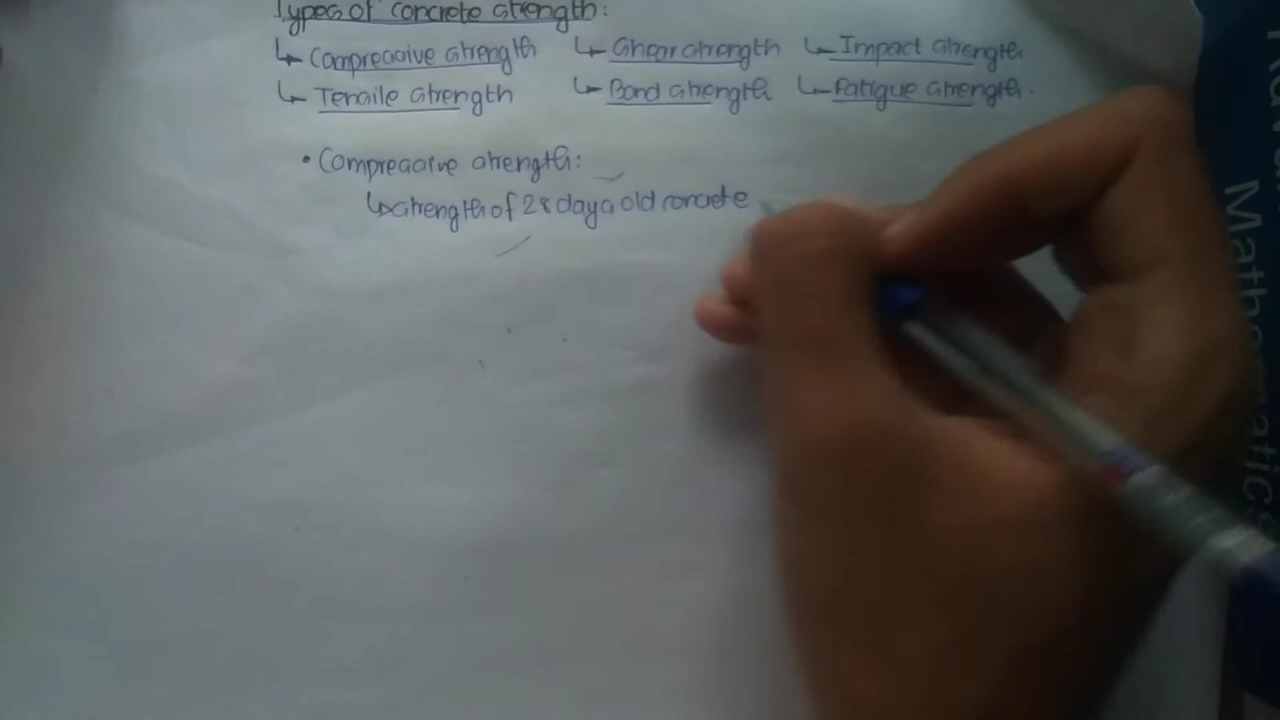 Types of concrete strength:
↳ Compressive strength ↳ Shear strength ↳ Impact strength
↳ Tensile strength ↳ Bond strength ↳ Fatigue strength.
• Compressive strength:
↳ strength of 28 days old concrete
Mathematics